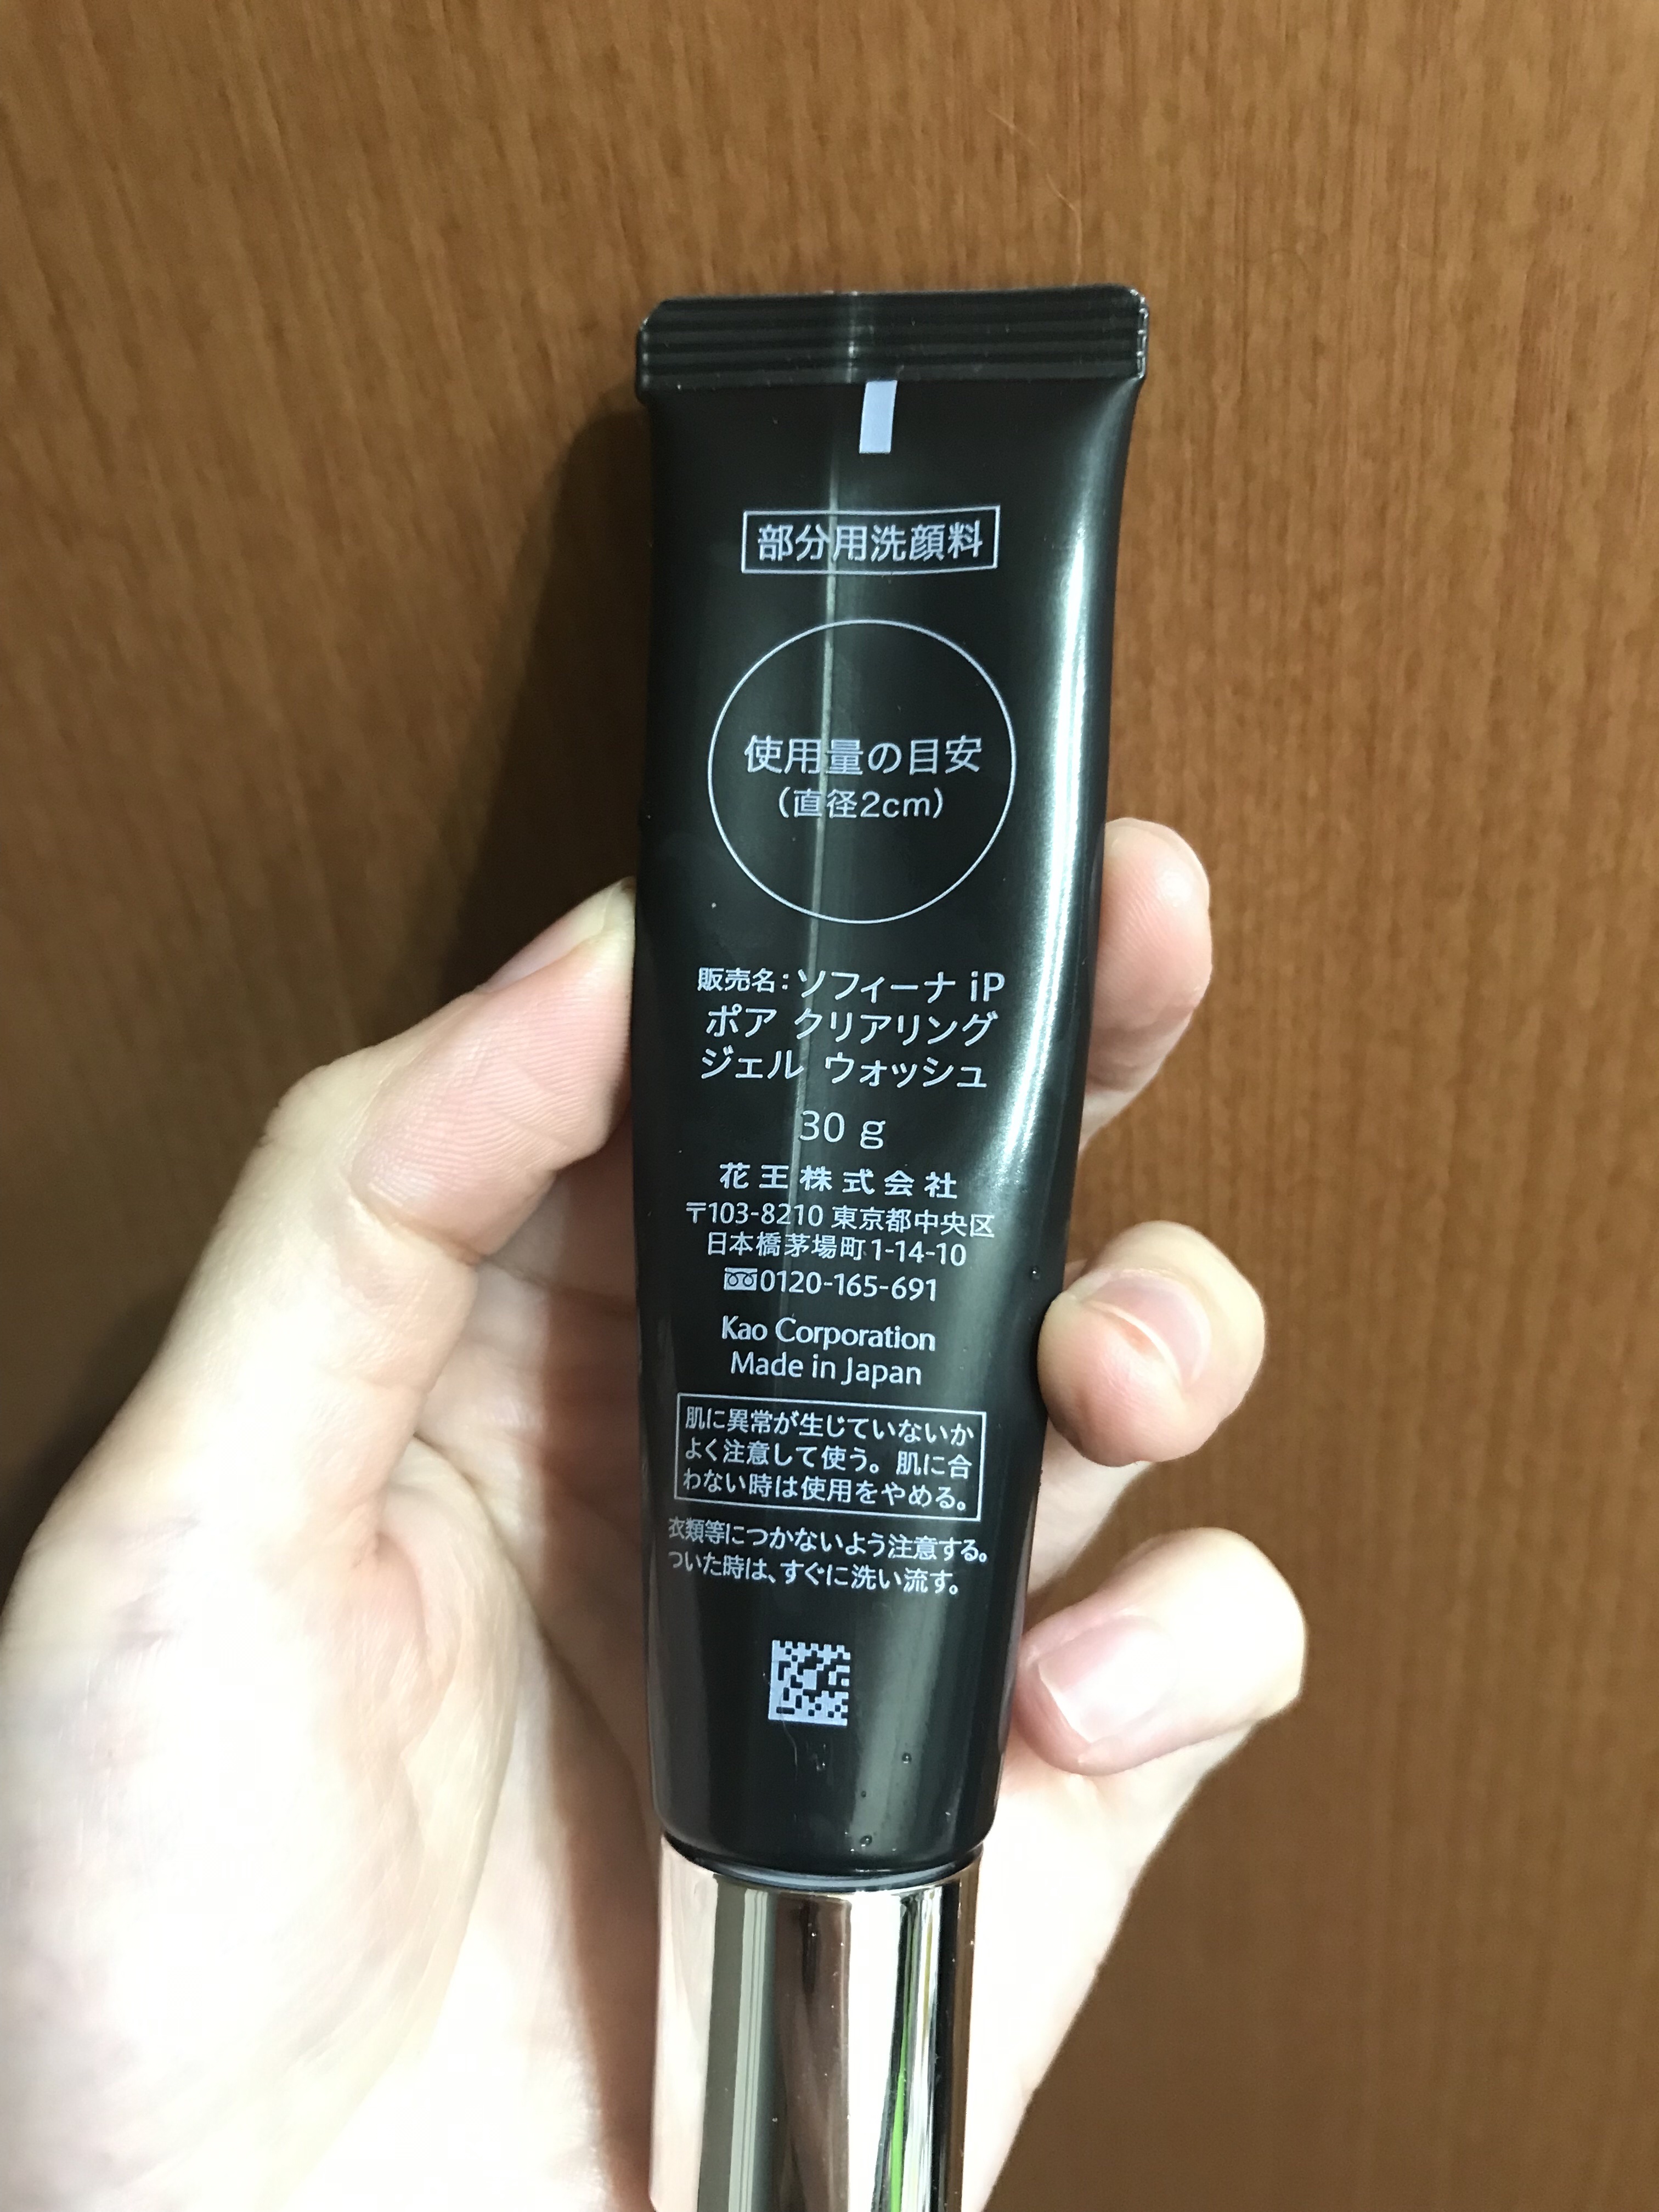 部分用洗顔料
使用量の目安
(直径2cm)
販売名:ソフィーナ iP
ポア クリアリング
ジェル ウォッシュ
30 g
花王株式会社
〒103-8210 東京都中央区
日本橋茅場町1-14-10
0120-165-691
Kao Corporation
Made in Japan
肌に異常が生じていないか
よく注意して使う。肌に合
わない時は使用をやめる。
衣類等につかないよう注意する。
ついた時は、すぐに洗い流す。